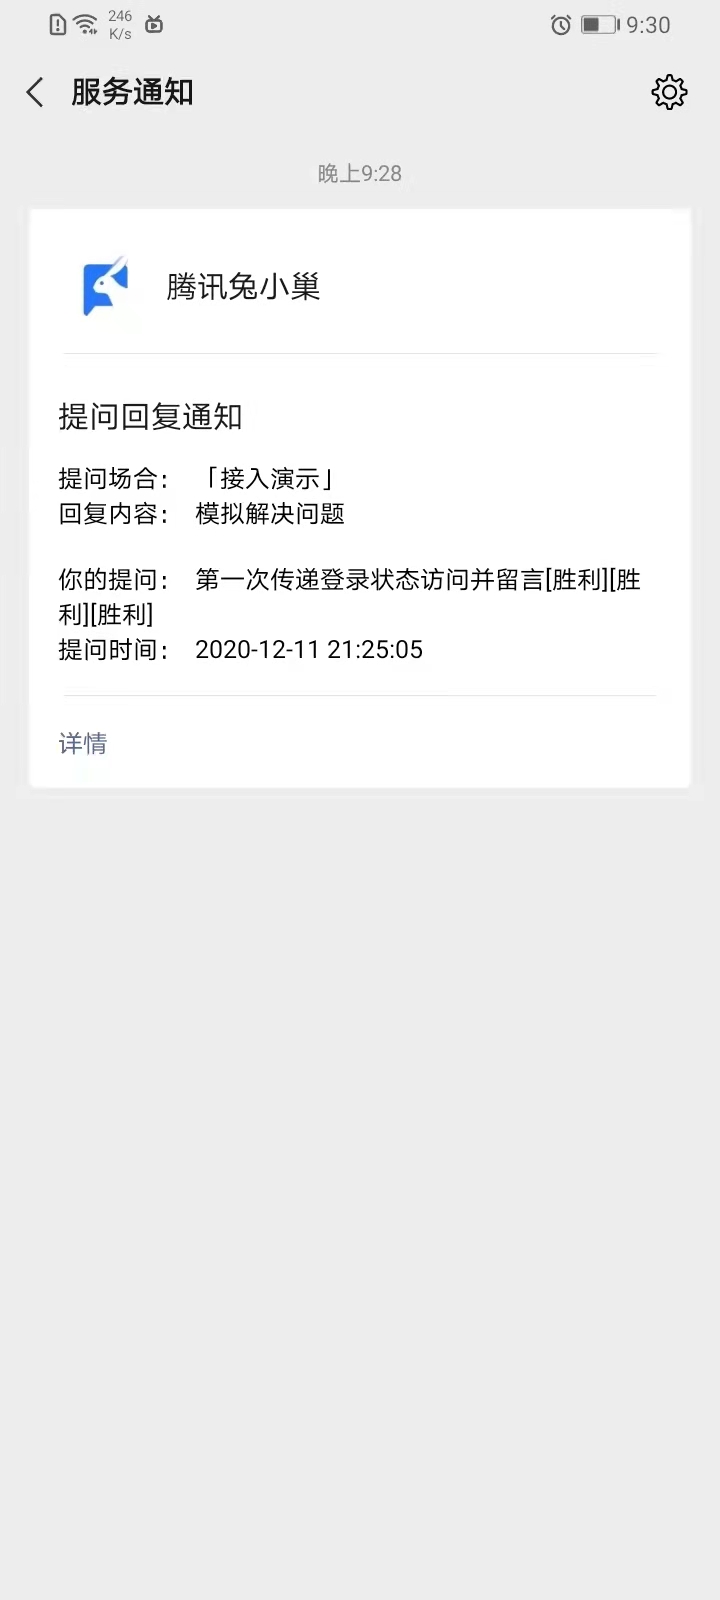 246
K/s
9:30
服务通知
晚上9:28
腾讯兔小巢
提问回复通知
提问场合： 「接入演示」
回复内容： 模拟解决问题
你的提问： 第一次传递登录状态访问并留言[胜利][胜
利][胜利]
提问时间： 2020-12-11 21:25:05
详情